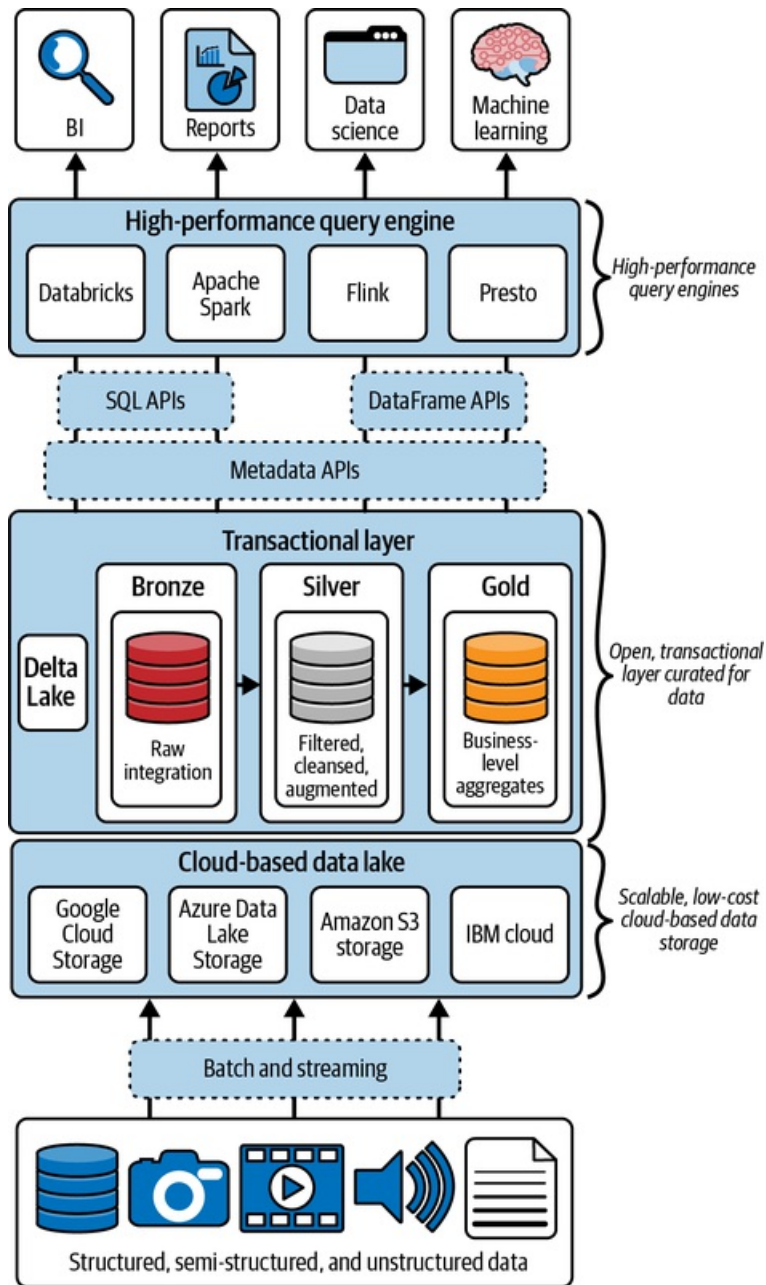 BI
Reports
Data
science
Machine
learning
High-performance query engine
Databricks
Apache
Spark
Flink
Presto
High-performance
query engines
SQL APIs
DataFrame APIs
Metadata APIs
Transactional layer
Delta
Lake
Bronze
Raw
integration
Silver
Filtered,
cleansed,
augmented
Gold
Business-
level
aggregates
Open, transactional
layer curated for
data
Cloud-based data lake
Google
Cloud
Storage
Azure Data
Lake
Storage
Amazon S3
storage
IBM cloud
Scalable, low-cost
cloud-based data
storage
Batch and streaming
Structured, semi-structured, and unstructured data